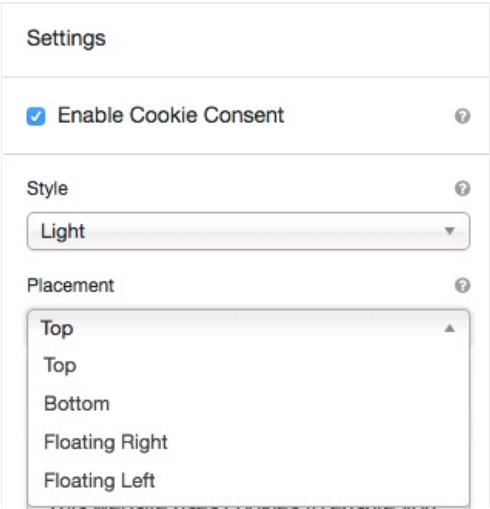 Settings
Enable Cookie Consent
Style
Light
Placement
Top
Top
Bottom
Floating Right
Floating Left